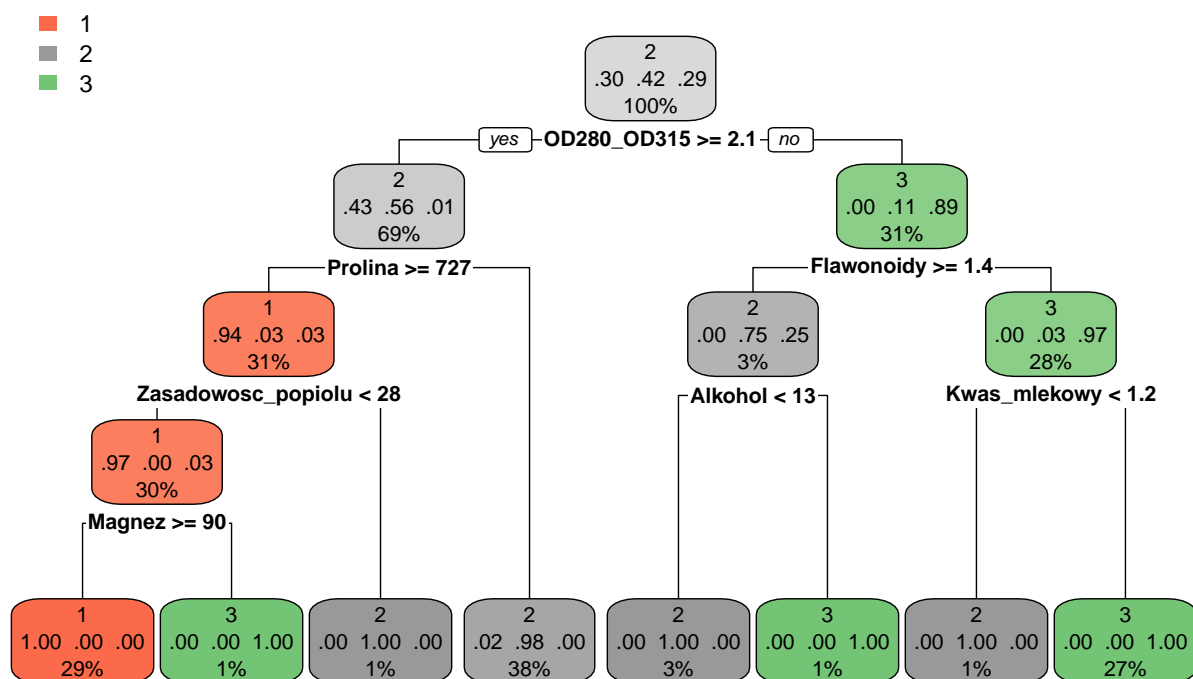 1
2
3
2
.30 .42 .29
100%
yes OD280_OD315 >= 2.1 no
2
.43 .56 .01
69%
3
.00 .11 .89
31%
Prolina >= 727
Flawonoidy >= 1.4
1
.94 .03 .03
31%
2
.00 .75 .25
3%
3
.00 .03 .97
28%
Zasadowosc_popiolu < 28
Alkohol < 13
Kwas_mlekowy < 1.2
1
.97 .00 .03
30%
Magnez >= 90
1
1.00 .00 .00
29%
3
.00 .00 1.00
1%
2
.00 1.00 .00
1%
2
.02 .98 .00
38%
2
.00 1.00 .00
3%
3
.00 .00 1.00
1%
2
.00 1.00 .00
1%
3
.00 .00 1.00
27%